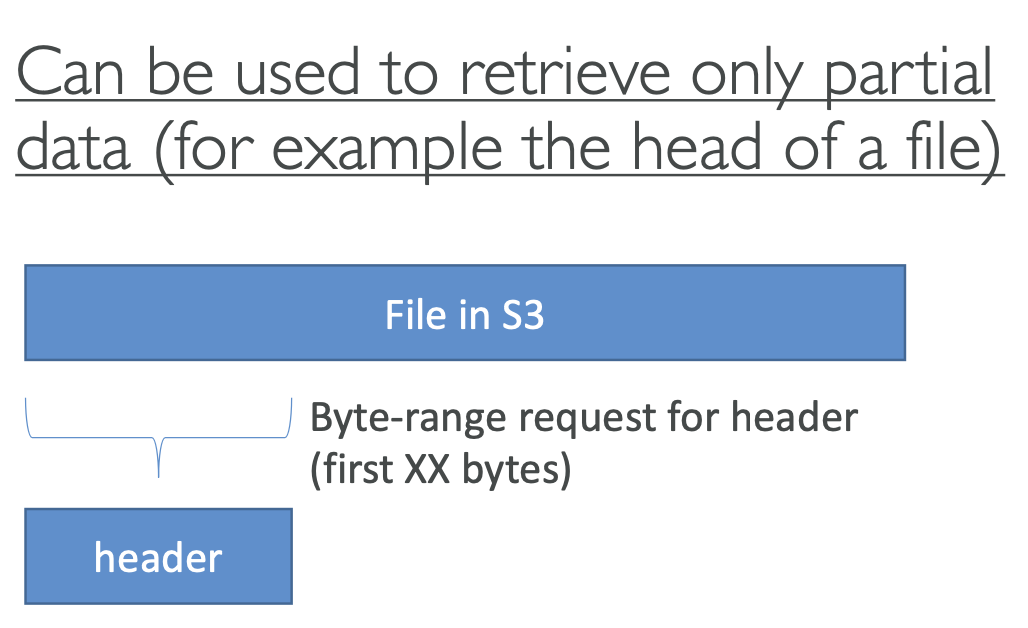 Can be used to retrieve only partial
data (for example the head of a file)
File in S3
Byte-range request for header
(first XX bytes)
header